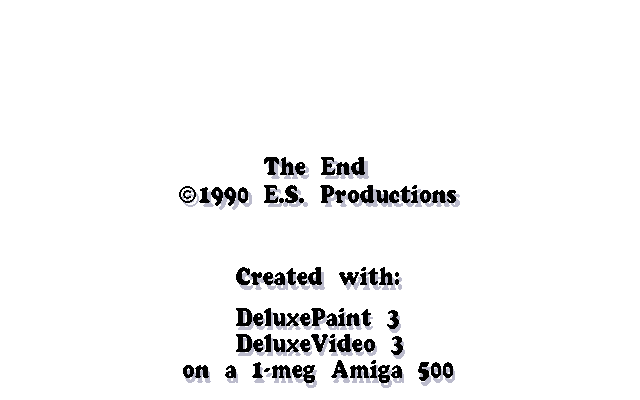 The End
©1990 E.S. Productions
Created with:
DeluxePaint 3
DeluxeVideo 3
on a 1-meg Amiga 500